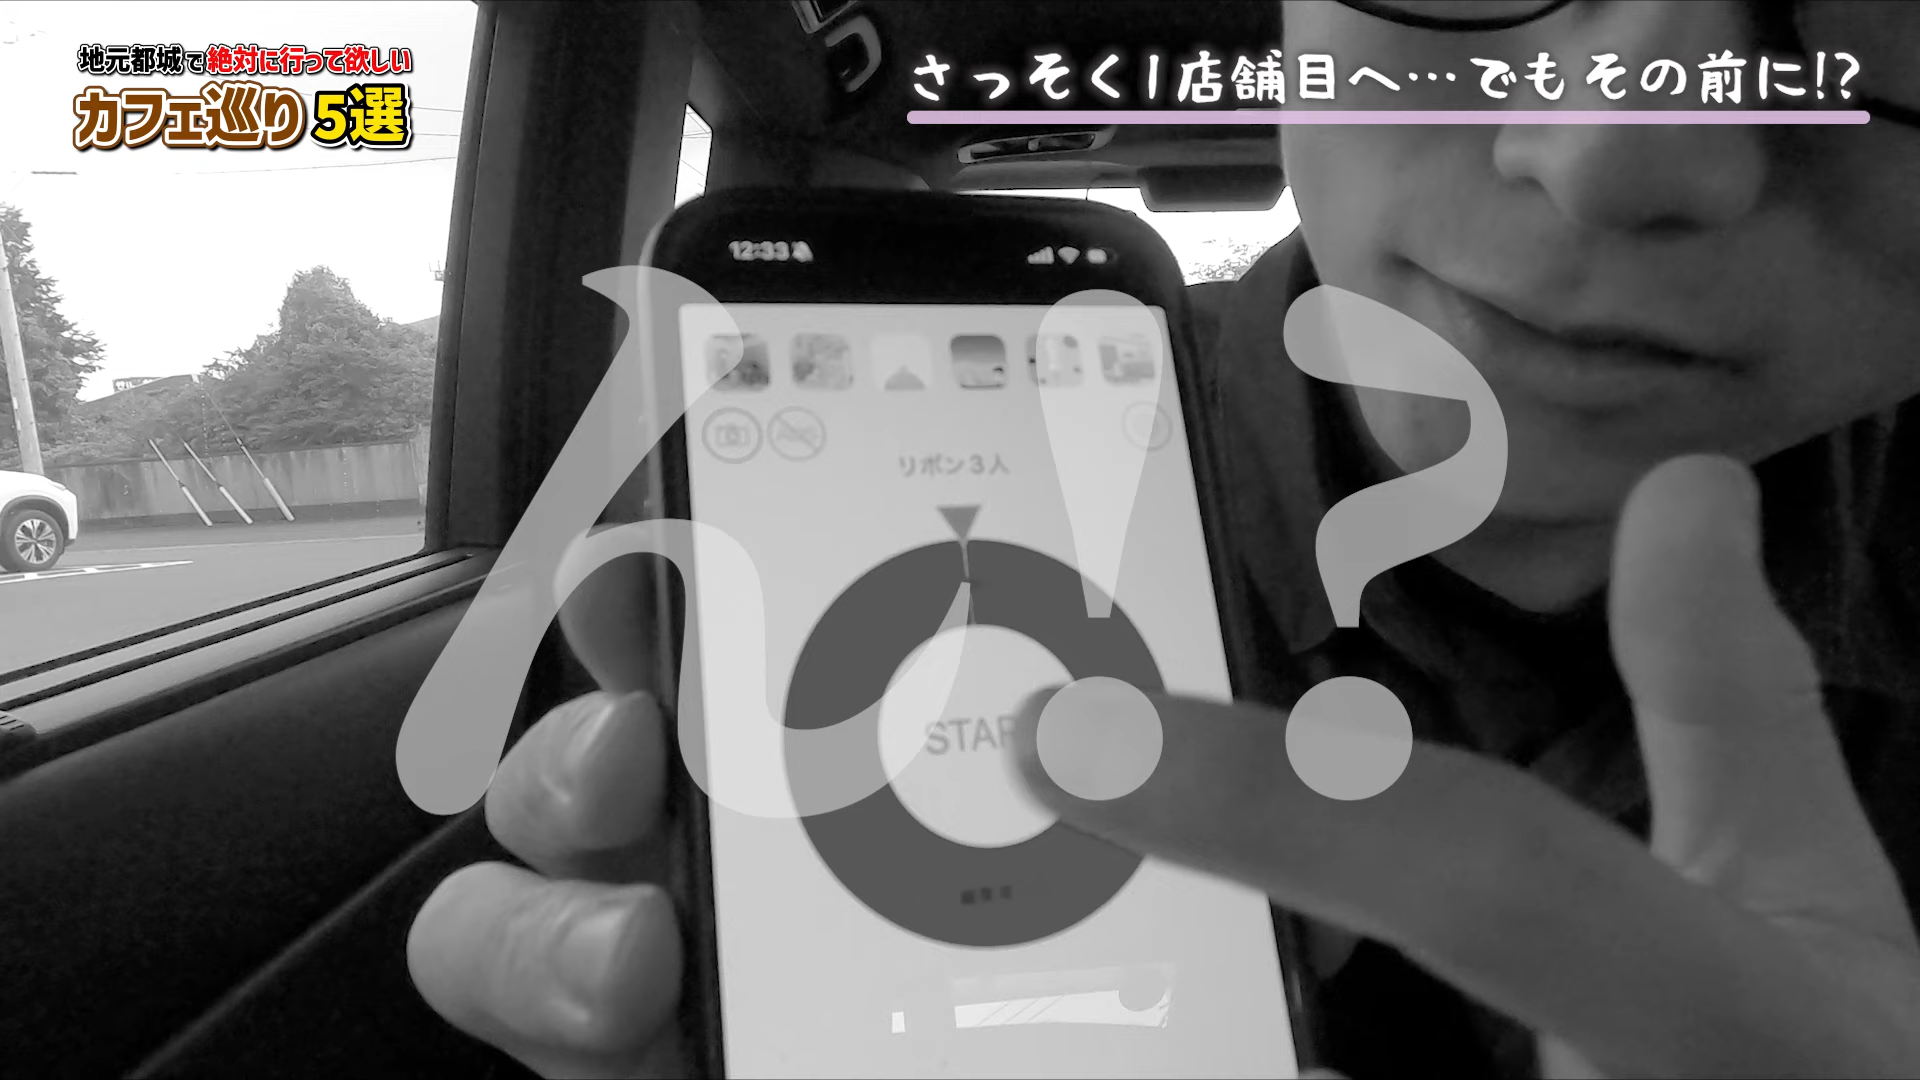 地元都城で絶対に行って欲しい
カフェ巡り5選
さっそく1店舗目へ…でもその前に!?
12:33
リボン3人
ん!?
STAR